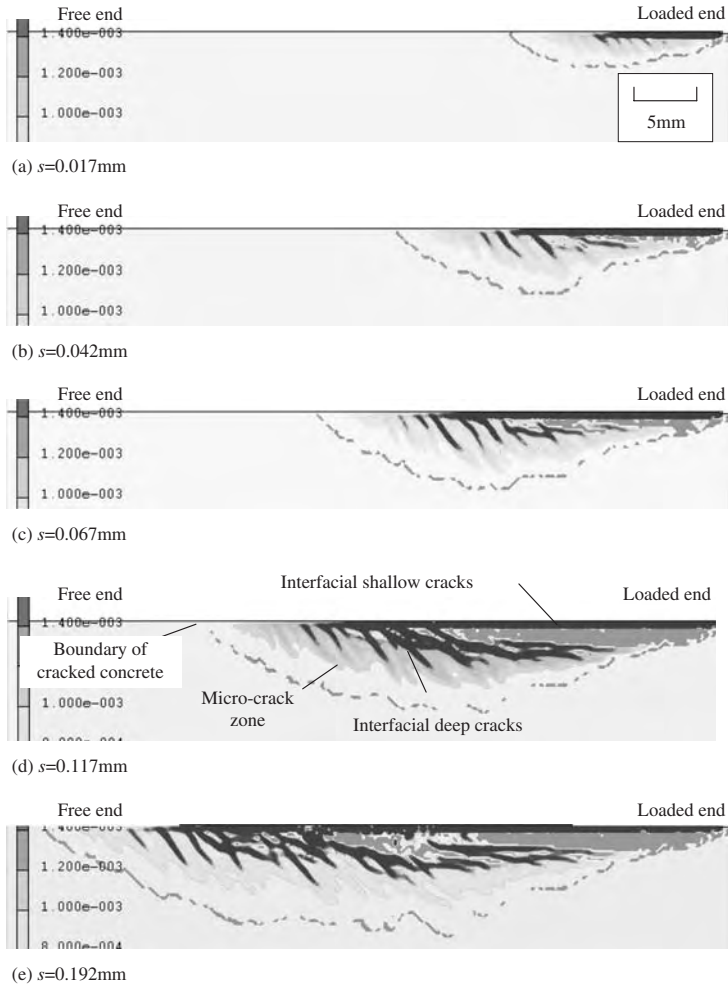 Free end Loaded end
1.400e-003
1.200e-003
1.000e-003
5mm
(a) s=0.017mm
Free end Loaded end
1.400e-003
1.200e-003
1.000e-003
(b) s=0.042mm
Free end Loaded end
1.400e-003
1.200e-003
1.000e-003
(c) s=0.067mm
Interfacial shallow cracks
Free end Loaded end
1.400e-003
Boundary of
cracked concrete
Micro-crack
zone
1.000e-003
Interfacial deep cracks
(d) s=0.117mm
Free end Loaded end
1.400e-003
1.200e-003
1.000e-003
8.000e-004
(e) s=0.192mm